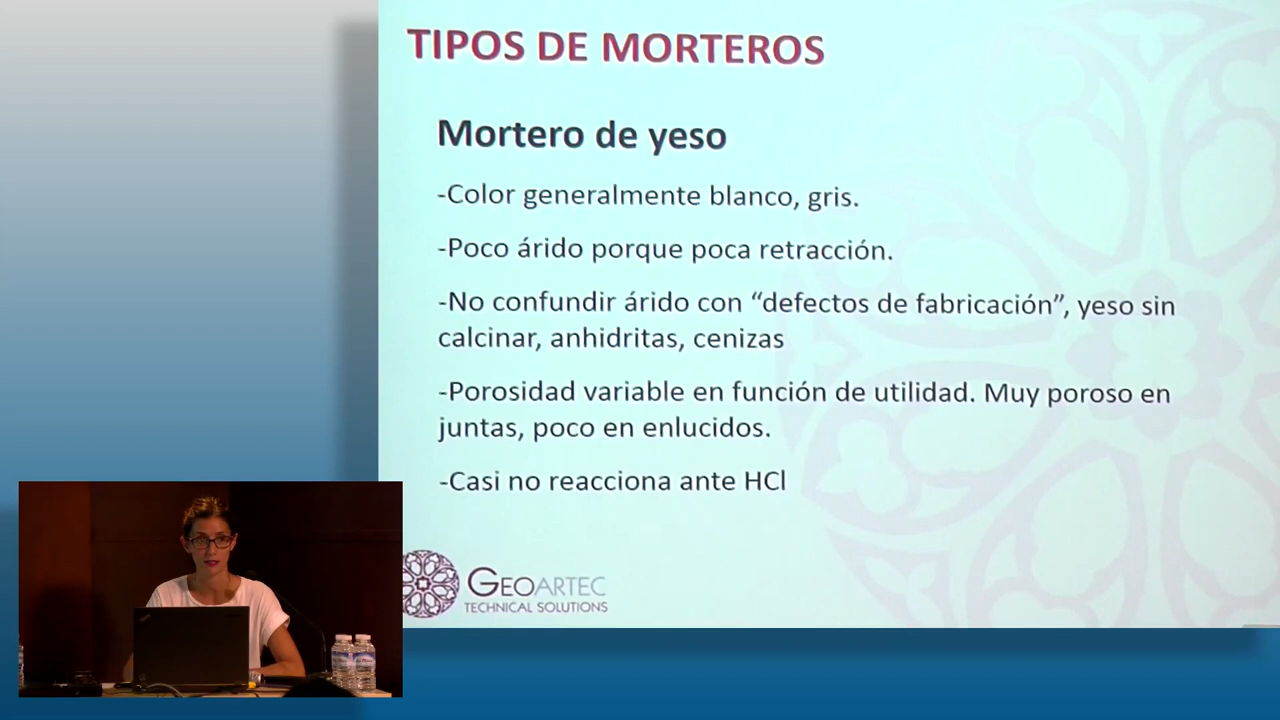 TIPOS DE MORTEROS
Mortero de yeso
-Color generalmente blanco, gris.
-Poco árido porque poca retracción.
-No confundir árido con “defectos de fabricación”, yeso sin
calcinar, anhidritas, cenizas
-Porosidad variable en función de utilidad. Muy poroso en
juntas, poco en enlucidos.
-Casi no reacciona ante HCl
GEOARTEC
TECHNICAL SOLUTIONS